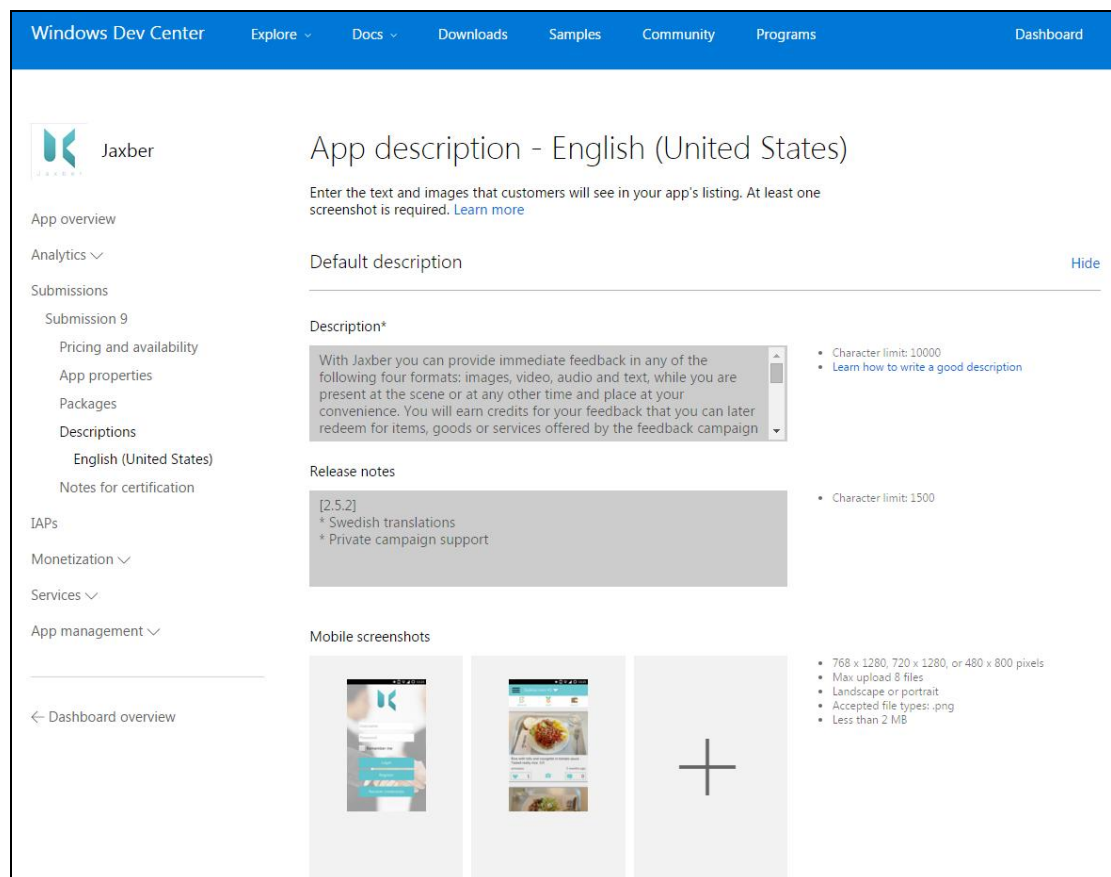 Windows Dev Center
Explore
Docs
Downloads
Samples
Community
Programs
Dashboard
Jaxber
App overview
Analytics
Submissions
Submission 9
Pricing and availability
App properties
Packages
Descriptions
English (United States)
Notes for certification
IAPs
Monetization
Services
App management
← Dashboard overview
App description - English (United States)
Enter the text and images that customers will see in your app's listing. At least one
screenshot is required. Learn more
Default description
Hide
Description*
With Jaxber you can provide immediate feedback in any of the
following four formats: images, video, audio and text, while you are
present at the scene or at any other time and place at your
convenience. You will earn credits for your feedback that you can later
redeem for items, goods or services offered by the feedback campaign
• Character limit: 10000
• Learn how to write a good description
Release notes
[2.5.2]
* Swedish translations
* Private campaign support
• Character limit: 1500
Mobile screenshots
Remember me
Login
Register
• 768 x 1280, 720 x 1280, or 480 x 800 pixels
• Max upload 8 files
• Landscape or portrait
• Accepted file types: .png
• Less than 2 MB